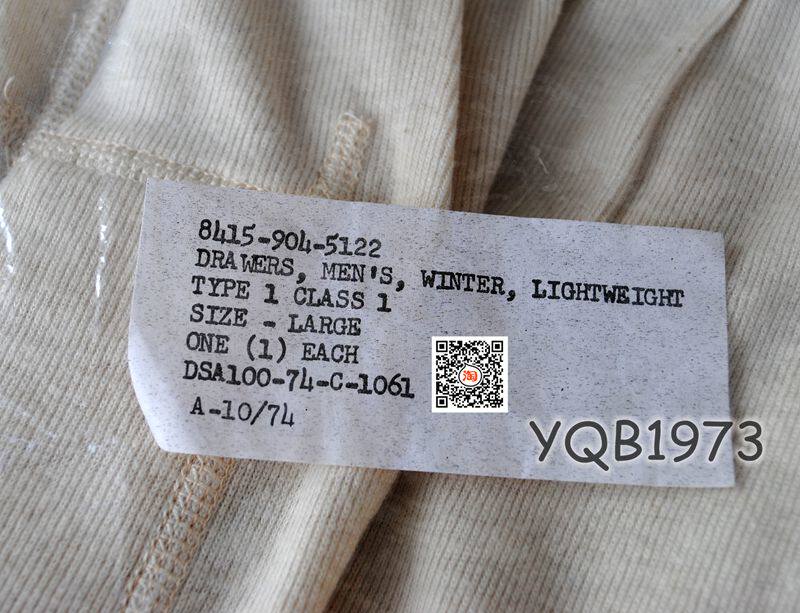 8415-904-5122
DRAWERS, MEN'S, WINTER, LIGHTWEIGHT
TYPE 1 CLASS 1
SIZE - LARGE
ONE (1) EACH
DSA100-74-C-1061
A-10/74
淘
YQB1973